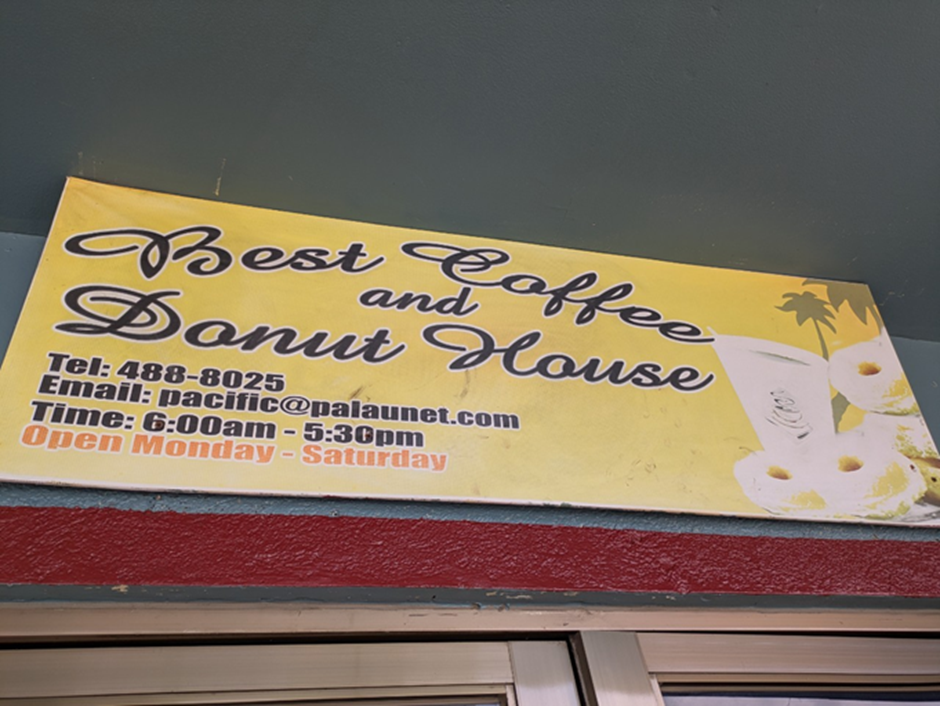 Best Coffee
and
Donut House
Tel: 488-8025
Email: pacific@palaunet.com
Time: 6:00am - 5:30pm
Open Monday - Saturday